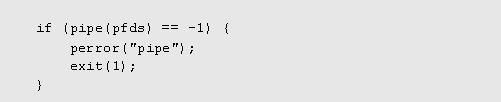 if (pipe(pfds) == -1) {
    perror("pipe");
    exit(1);
}